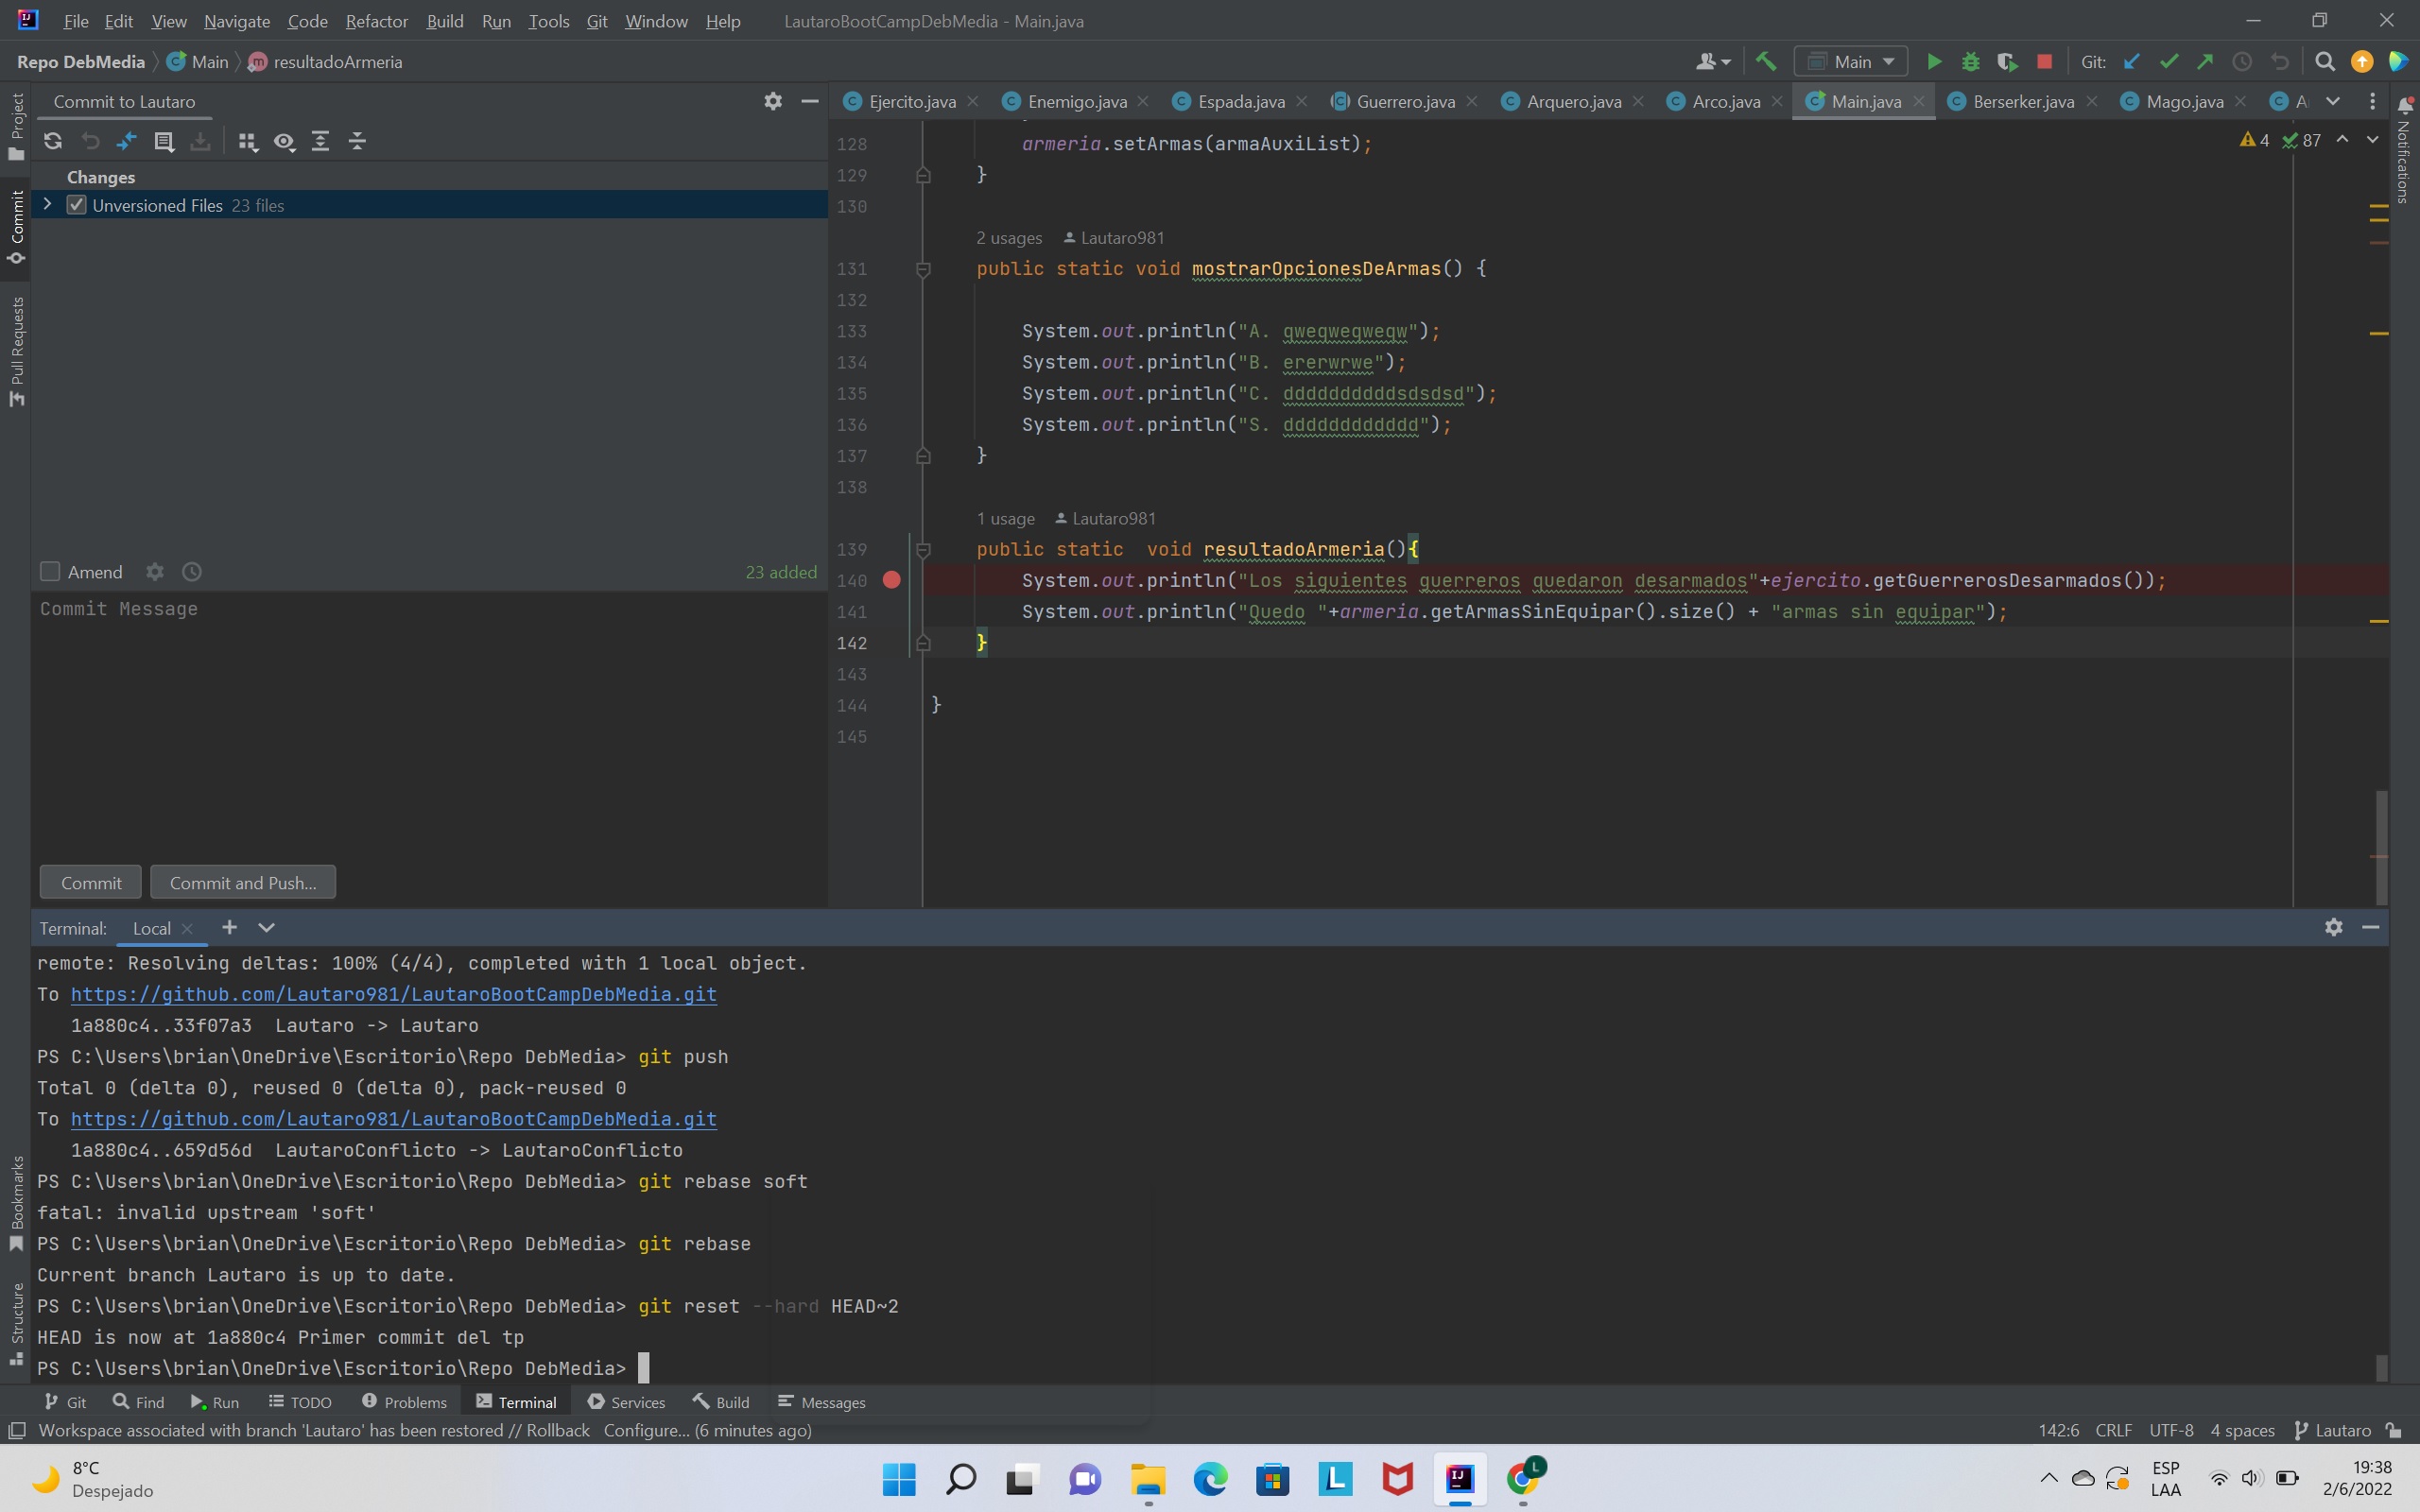 File Edit View Navigate Code Refactor Build Run Tools Git Window Help LautaroBootCampDebMedia - Main.java
Repo DebMedia Main resultadoArmeria Main Git:
Project
Commit
Pull Requests
Bookmarks
Structure
Notifications
Commit to Lautaro
Changes
Unversioned Files 23 files
Amend 23 added
Commit Message
Commit Commit and Push...
Ejercito.java Enemigo.java Espada.java Guerrero.java Arquero.java Arco.java Main.java Berserker.java Mago.java A
4 87
128 armeria.setArmas(armaAuxiList);
129 }
130
2 usages Lautaro981
131 public static void mostrarOpcionesDeArmas() {
132
133 System.out.println("A. qweqweqweqw");
134 System.out.println("B. ererwrwe");
135 System.out.println("C. ddddddddddsdsdsd");
136 System.out.println("S. dddddddddddd");
137 }
138
1 usage Lautaro981
139 public static  void resultadoArmeria(){
140 System.out.println("Los siguientes guerreros quedaron desarmados"+ejercito.getGuerrerosDesarmados());
141 System.out.println("Quedo "+armeria.getArmasSinEquipar().size() + "armas sin equipar");
142 }
143
144 }
145
Terminal: Local
remote: Resolving deltas: 100% (4/4), completed with 1 local object.
To https://github.com/Lautaro981/LautaroBootCampDebMedia.git
1a880c4..33f07a3  Lautaro -> Lautaro
PS C:\Users\brian\OneDrive\Escritorio\Repo DebMedia> git push
Total 0 (delta 0), reused 0 (delta 0), pack-reused 0
To https://github.com/Lautaro981/LautaroBootCampDebMedia.git
1a880c4..659d56d  LautaroConflicto -> LautaroConflicto
PS C:\Users\brian\OneDrive\Escritorio\Repo DebMedia> git rebase soft
fatal: invalid upstream 'soft'
PS C:\Users\brian\OneDrive\Escritorio\Repo DebMedia> git rebase
Current branch Lautaro is up to date.
PS C:\Users\brian\OneDrive\Escritorio\Repo DebMedia> git reset --hard HEAD~2
HEAD is now at 1a880c4 Primer commit del tp
PS C:\Users\brian\OneDrive\Escritorio\Repo DebMedia>
Git Find Run TODO Problems Terminal Services Build Messages
Workspace associated with branch 'Lautaro' has been restored // Rollback Configure... (6 minutes ago) 142:6 CRLF UTF-8 4 spaces Lautaro
8°C
Despejado
ESP
LAA
19:38
2/6/2022